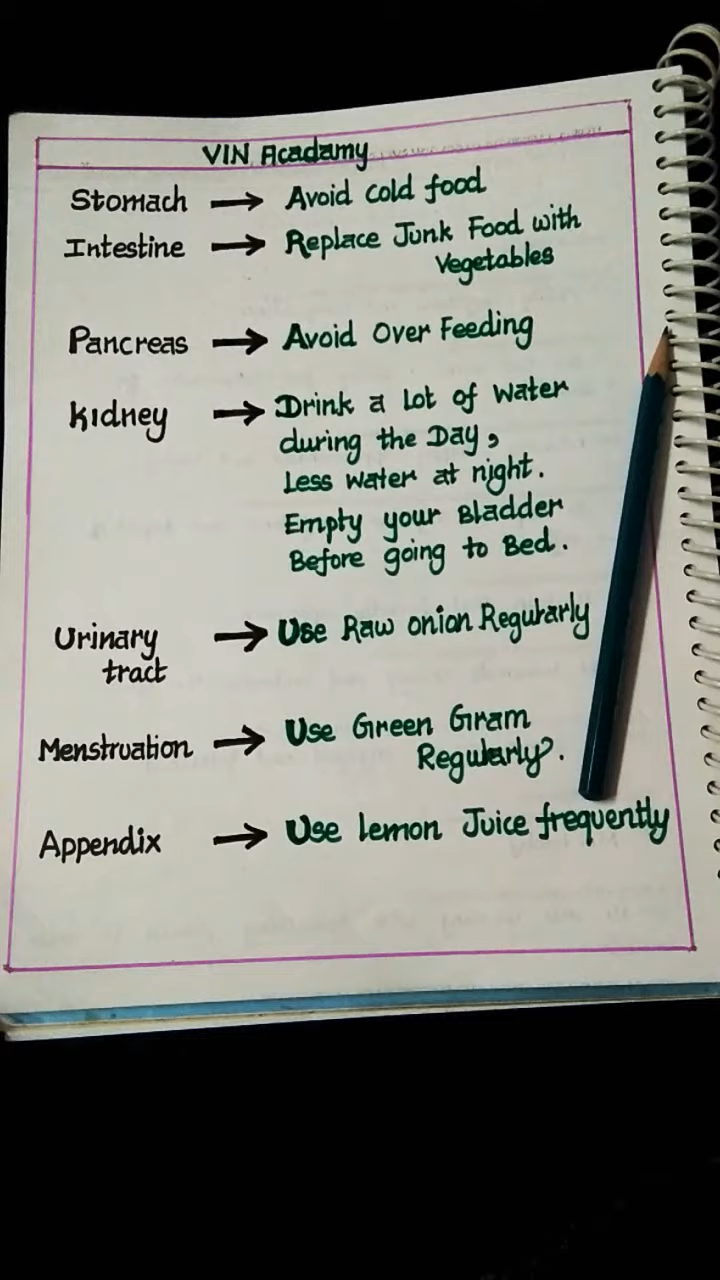 VIN Acadamy
Stomach → Avoid cold food
Intestine → Replace Junk Food with
Vegetables
Pancreas → Avoid Over Feeding
Kidney → Drink a Lot of Water
during the Day,
Less water at night.
Empty your Bladder
Before going to Bed.
Urinary → Use Raw onion Regularly
tract
Menstruation → Use Green Gram
Regularly.
Appendix → Use lemon Juice frequently